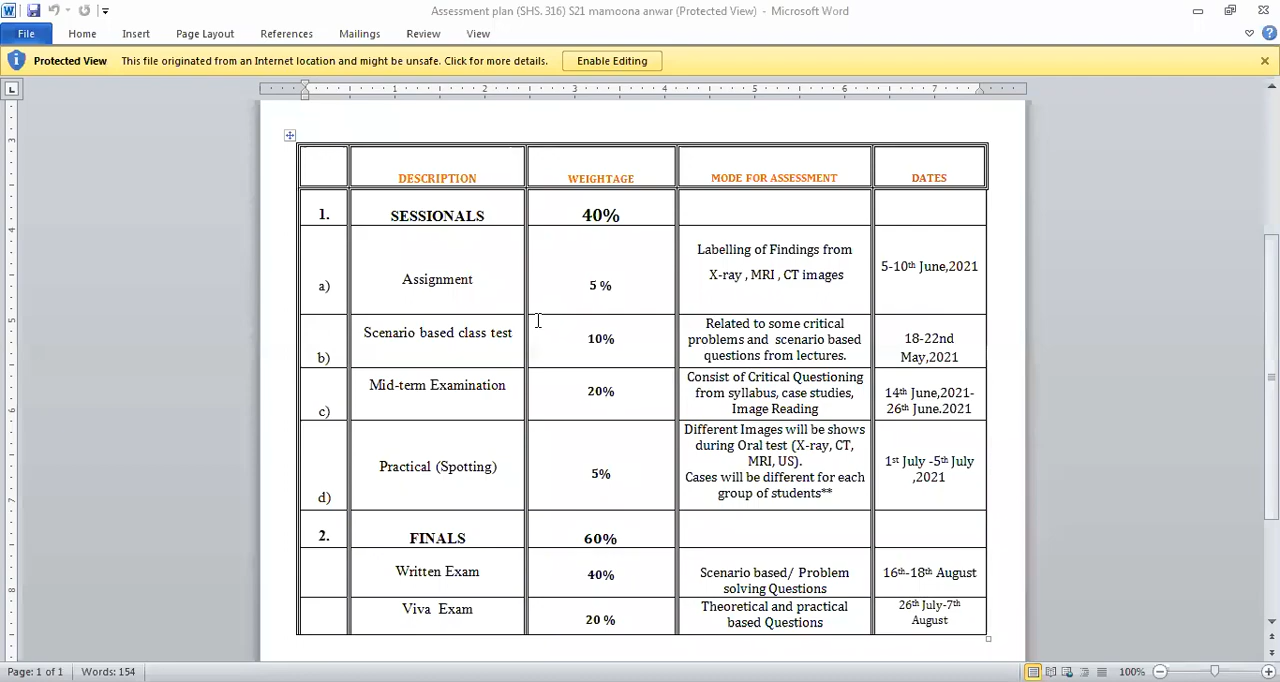 Assessment plan (SHS. 316) S21 mamoona anwar (Protected View) - Microsoft Word
File Home Insert Page Layout References Mailings Review View
Protected View This file originated from an Internet location and might be unsafe. Click for more details. Enable Editing
1 2 3 4 5 6 7
DESCRIPTION WEIGHTAGE MODE FOR ASSESSMENT DATES
1. SESSIONALS 40%
a) Assignment 5 % Labelling of Findings from
X-ray , MRI , CT images
5-10th June,2021
b) Scenario based class test 10% Related to some critical
problems and scenario based
questions from lectures.
18-22nd
May,2021
c) Mid-term Examination 20% Consist of Critical Questioning
from syllabus, case studies,
Image Reading
14th June,2021-
26th June.2021
d) Practical (Spotting) 5% Different Images will be shows
during Oral test (X-ray, CT,
MRI, US).
Cases will be different for each
group of students**
1st July -5th July
,2021
2. FINALS 60%
Written Exam 40% Scenario based/ Problem
solving Questions
16th-18th August
Viva Exam 20 % Theoretical and practical
based Questions
26th July-7th
August
Page: 1 of 1 Words: 154 100%